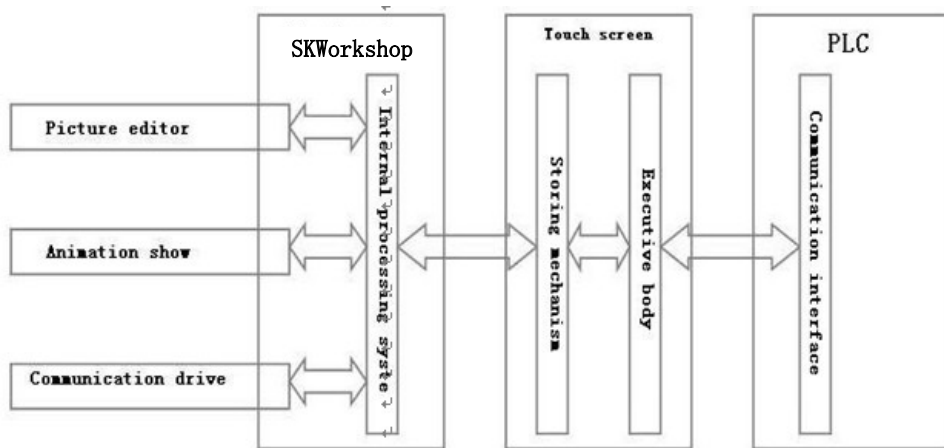 SKWorkshop
Touch screen
PLC
Picture editor
Animation show
Communication drive
Internal processing syste
Storing mechanism
Executive body
Communication interface